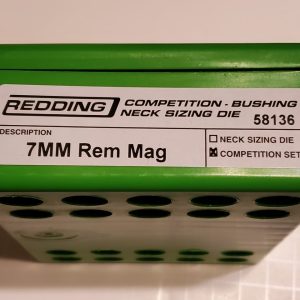 REDDING
COMPETITION - BUSHING
NECK SIZING DIE
58136
DESCRIPTION
7MM Rem Mag
NECK SIZING DIE
COMPETITION SET